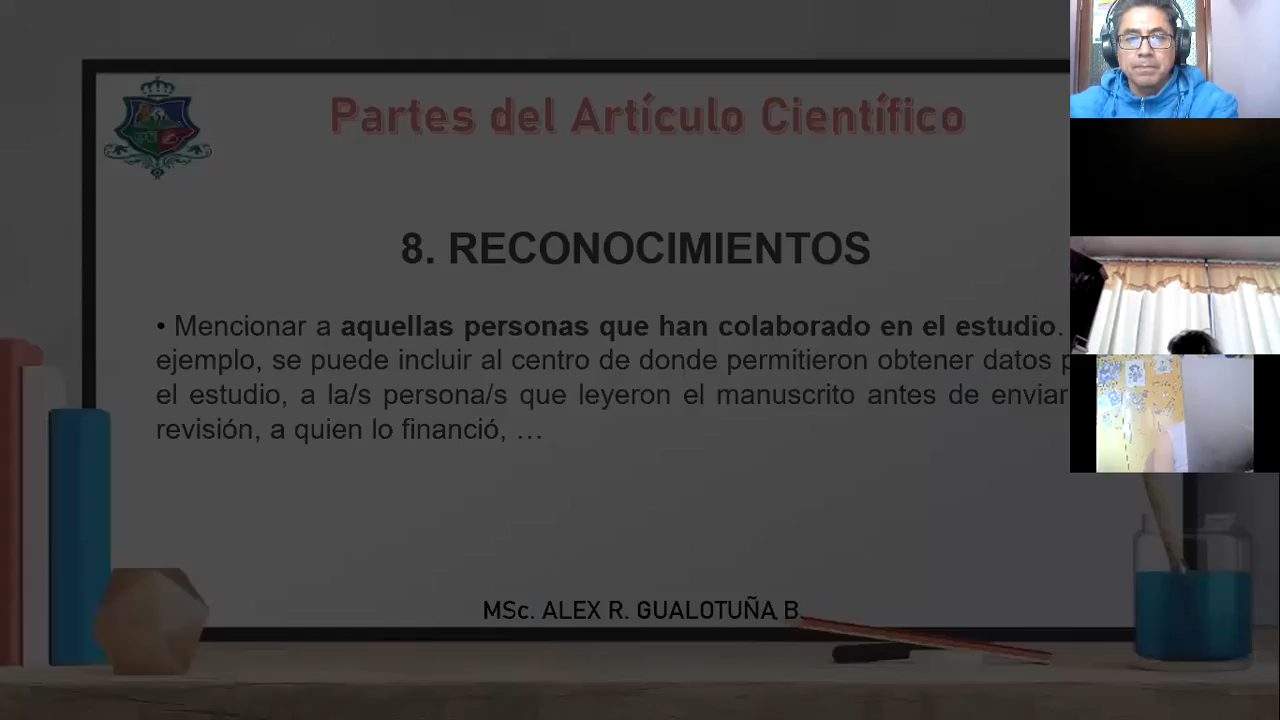 Partes del Artículo Científico
8. RECONOCIMIENTOS
• Mencionar a aquellas personas que han colaborado en el estudio.
ejemplo, se puede incluir al centro de donde permitieron obtener datos
el estudio, a la/s persona/s que leyeron el manuscrito antes de enviar
revisión, a quien lo financió, ...
MSc. ALEX R. GUALOTUÑA B.